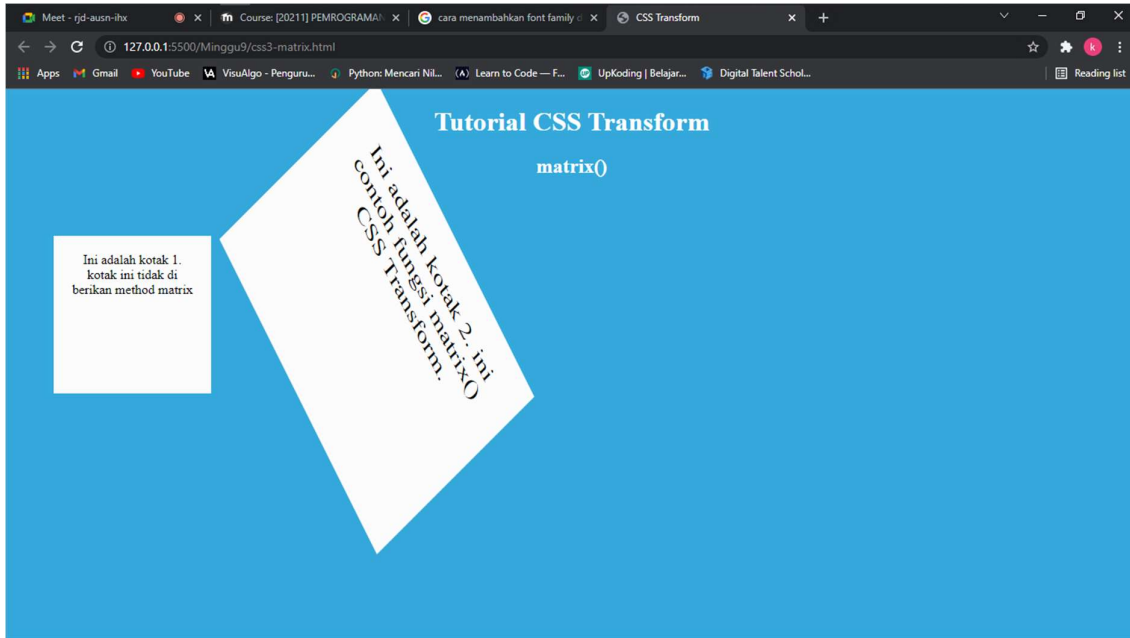 Meet - rjd-ausn-ihx
Course: [20211] PEMROGRAMAN
cara menambahkan font family d
CSS Transform
127.0.0.1:5500/Minggu9/css3-matrix.html
k
Apps
Gmail
YouTube
VisuAlgo - Penguru...
Python: Mencari Nil...
Learn to Code — F...
UpKoding | Belajar...
Digital Talent Schol...
Reading list
Tutorial CSS Transform
matrix()
Ini adalah kotak 1.
kotak ini tidak di
berikan method matrix
Ini adalah kotak 2. ini
contoh fungsi matrix()
CSS Transform.